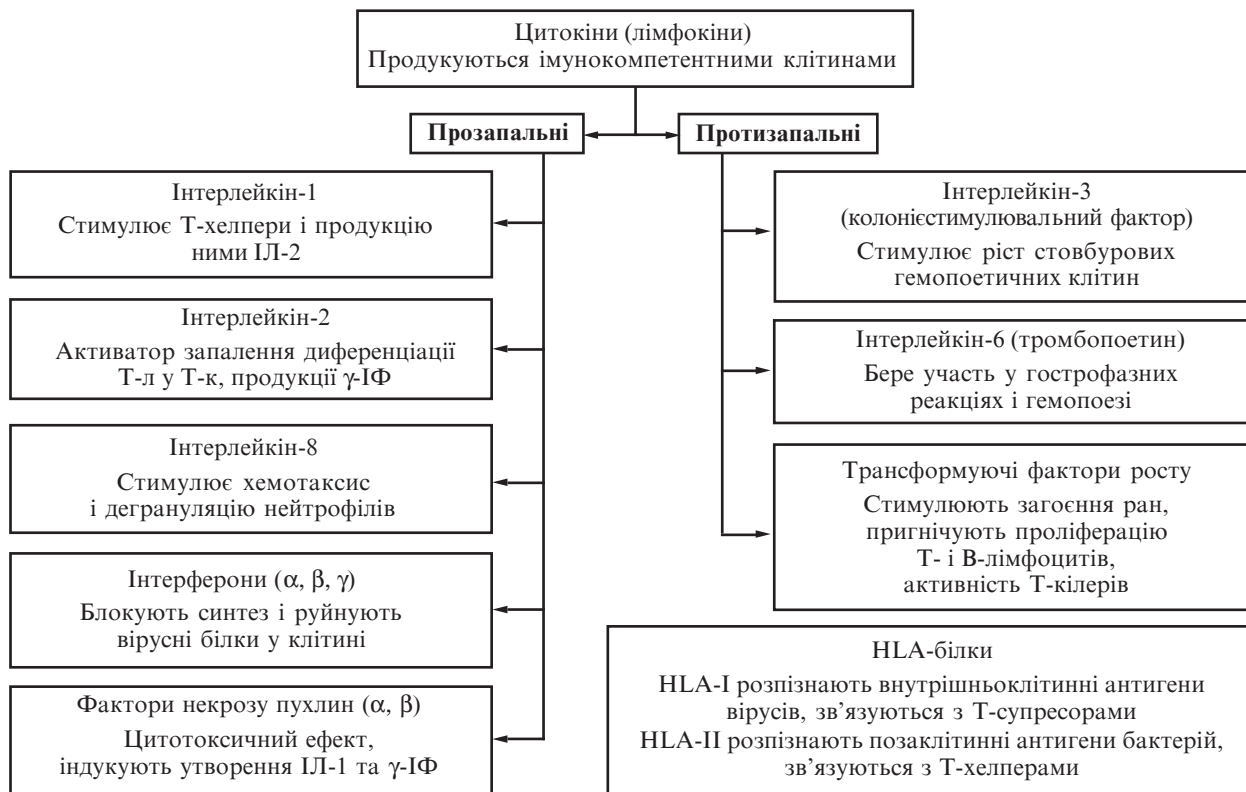 Цитокіни (лімфокіни)
Продукуються імунокомпетентними клітинами
Прозапальні
Протизапальні
Інтерлейкін-1
Стимулює Т-хелпери і продукцію
ними ІЛ-2
Інтерлейкін-2
Активатор запалення диференціації
Т-л у Т-к, продукції γ-ІФ
Інтерлейкін-8
Стимулює хемотаксис
і дегрануляцію нейтрофілів
Інтерферони (α, β, γ)
Блокують синтез і руйнують
вірусні білки у клітині
Фактори некрозу пухлин (α, β)
Цитотоксичний ефект,
індукують утворення ІЛ-1 та γ-ІФ
Інтерлейкін-3
(колонієстимулювальний фактор)
Стимулює ріст стовбурових
гемопоетичних клітин
Інтерлейкін-6 (тромбопоетин)
Бере участь у гострофазних
реакціях і гемопоезі
Трансформуючі фактори росту
Стимулюють загоєння ран,
пригнічують проліферацію
Т- і В-лімфоцитів,
активність Т-кілерів
HLA-білки
HLA-I розпізнають внутрішньоклітинні антигени
вірусів, зв'язуються з Т-супресорами
HLA-II розпізнають позаклітинні антигени бактерій,
зв'язуються з Т-хелперами